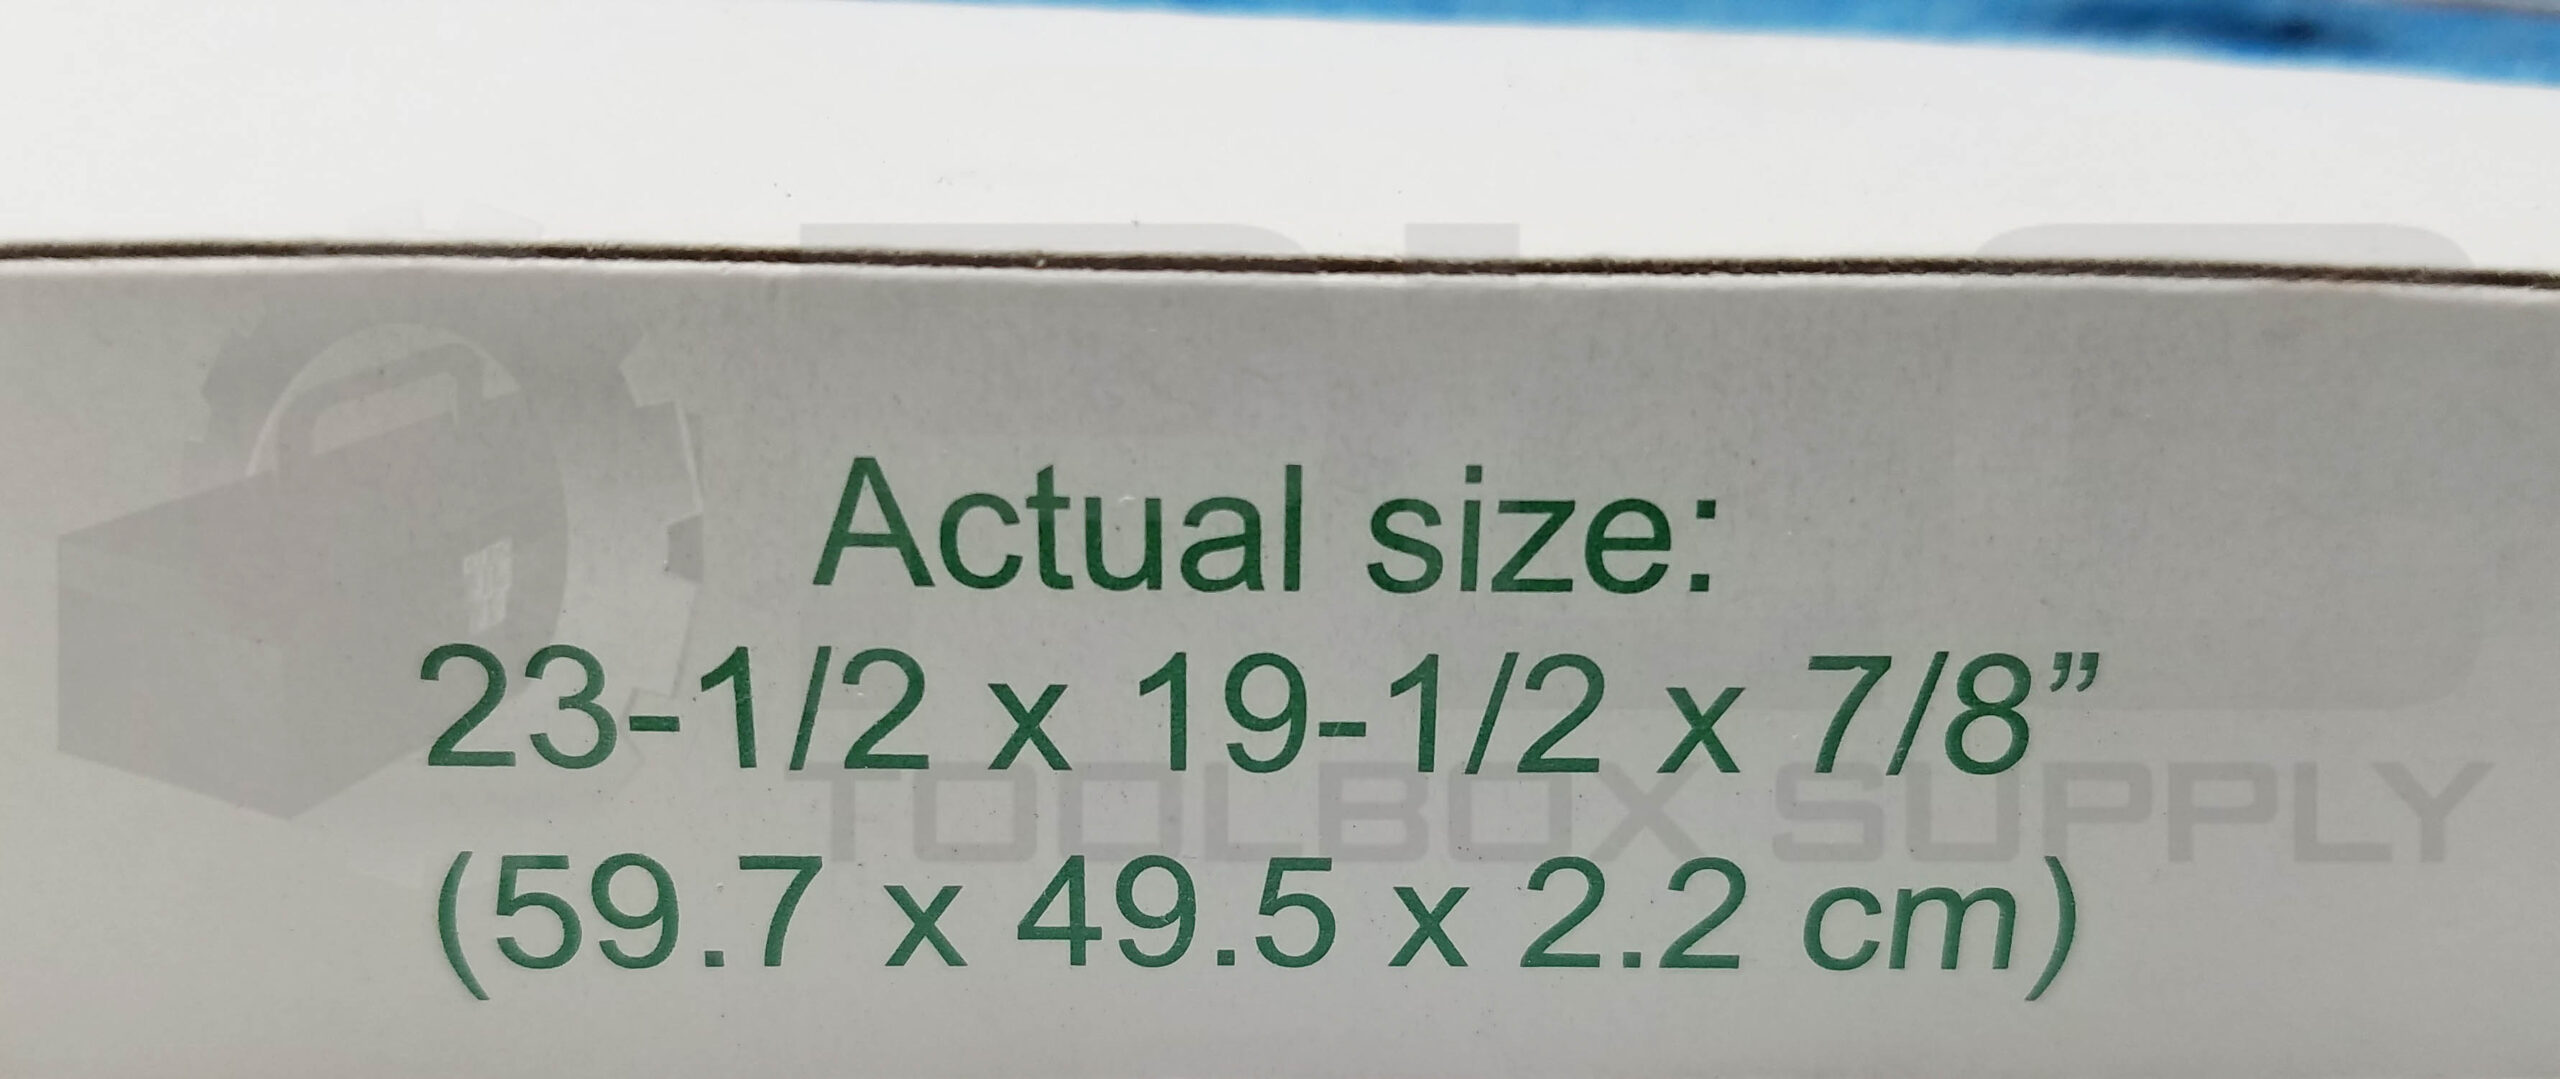 Actual size:
23-1/2 x 19-1/2 x 7/8”
TOOLBOX SUPPLY
(59.7 x 49.5 x 2.2 cm)